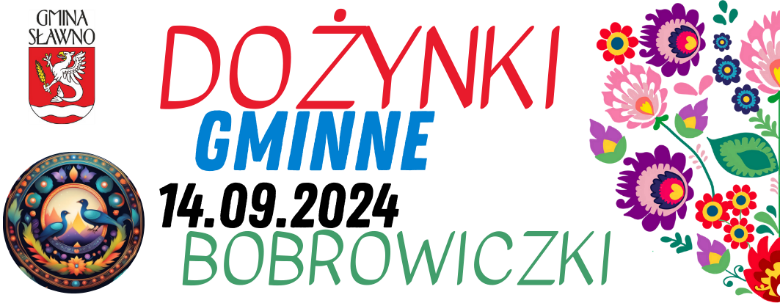 GMINA
SŁAWNO
DOŻYNKI
GMINNE
14.09.2024
BOBROWICZKI